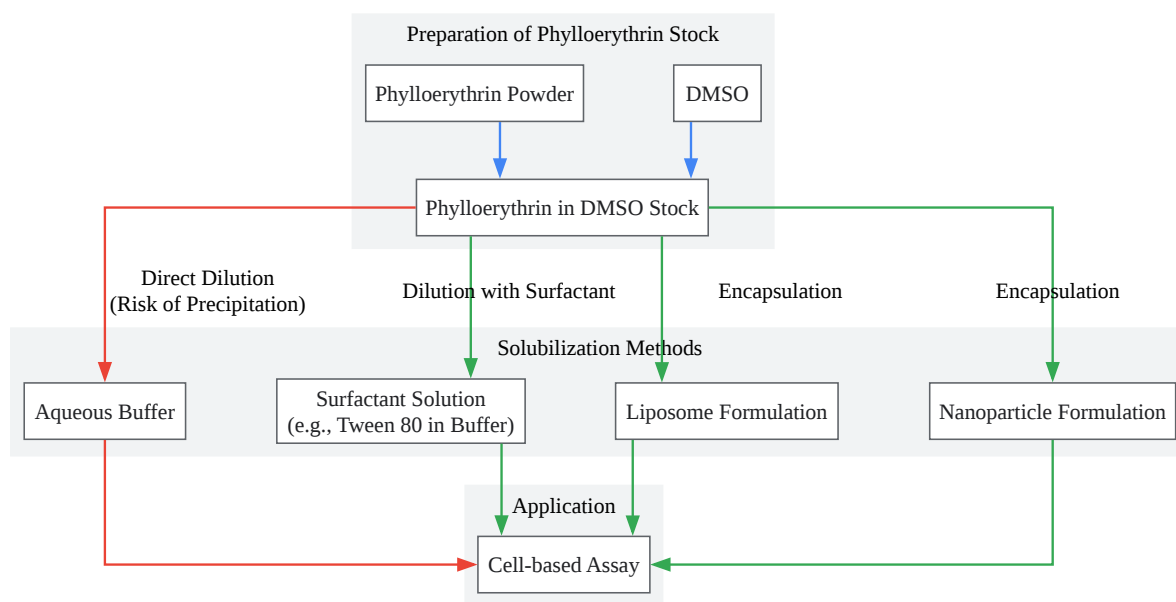 Preparation of Phylloerythrin Stock
Phylloerythrin Powder
DMSO
Phylloerythrin in DMSO Stock
Direct Dilution
(Risk of Precipitation)
Dilution with Surfactant
Encapsulation
Encapsulation
Solubilization Methods
Aqueous Buffer
Surfactant Solution
(e.g., Tween 80 in Buffer)
Liposome Formulation
Nanoparticle Formulation
Application
Cell-based Assay